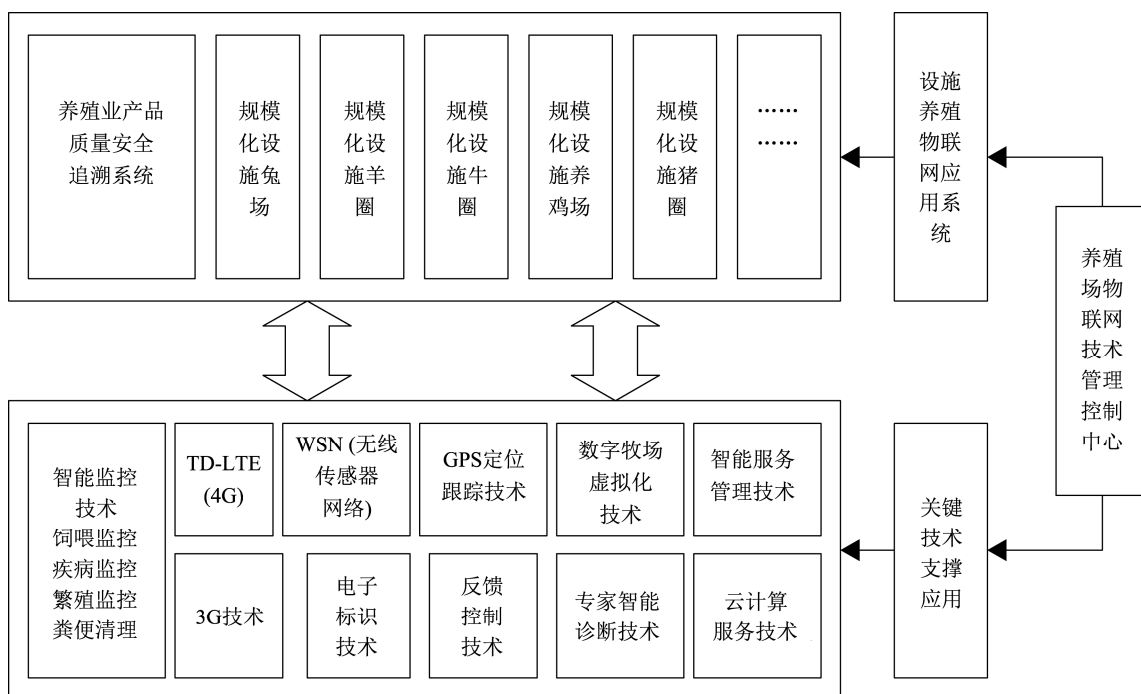 养殖业产品
质量安全
追溯系统
规模
化设
施兔
场
规模
化设
施羊
圈
规模
化设
施牛
圈
规模
化设
施养
鸡场
规模
化设
施猪
圈
……
……
设施
养殖
物联
网应
用系
统
养殖
场物
联网
技术
管理
控制
中心
智能监控
技术
饲喂监控
疾病监控
繁殖监控
粪便清理
TD-LTE
(4G)
WSN (无线
传感器
网络)
GPS定位
跟踪技术
数字牧场
虚拟化
技术
智能服务
管理技术
3G技术
电子
标识
技术
反馈
控制
技术
专家智能
诊断技术
云计算
服务技术
关键
技术
支撑
应用